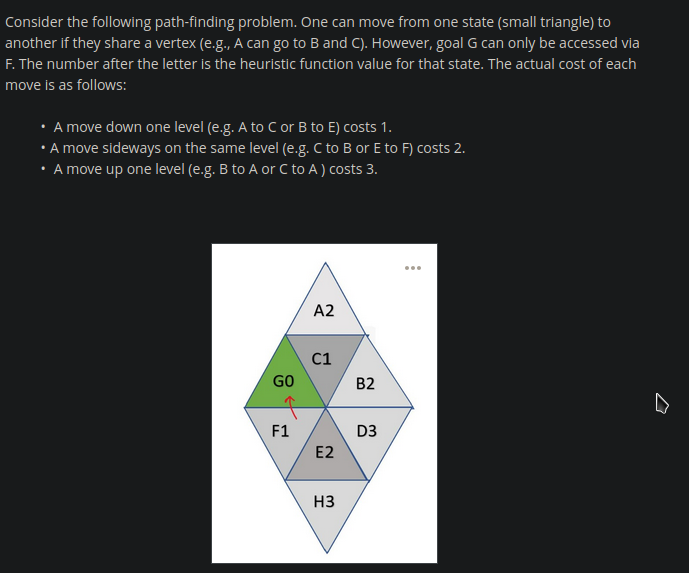 Consider the following path-finding problem. One can move from one state (small triangle) to
another if they share a vertex (e.g., A can go to B and C). However, goal G can only be accessed via
F. The number after the letter is the heuristic function value for that state. The actual cost of each
move is as follows:
• A move down one level (e.g. A to C or B to E) costs 1.
• A move sideways on the same level (e.g. C to B or E to F) costs 2.
• A move up one level (e.g. B to A or C to A ) costs 3.
A2
C1
G0
B2
F1
D3
E2
H3